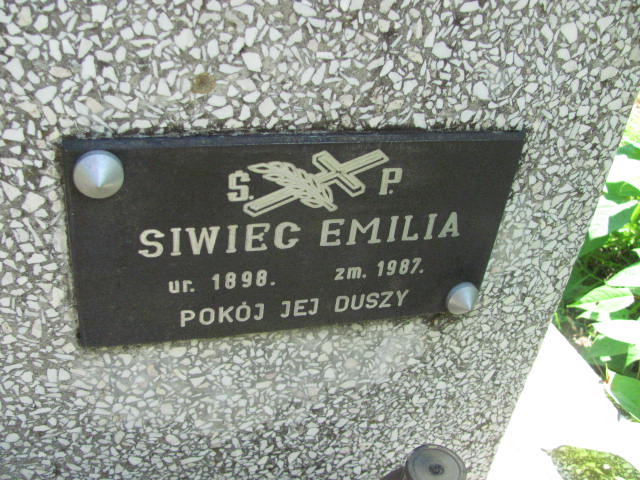 Ś. P.
SIWIEC EMILIA
ur. 1898. zm. 1987.
POKÓJ JEJ DUSZY